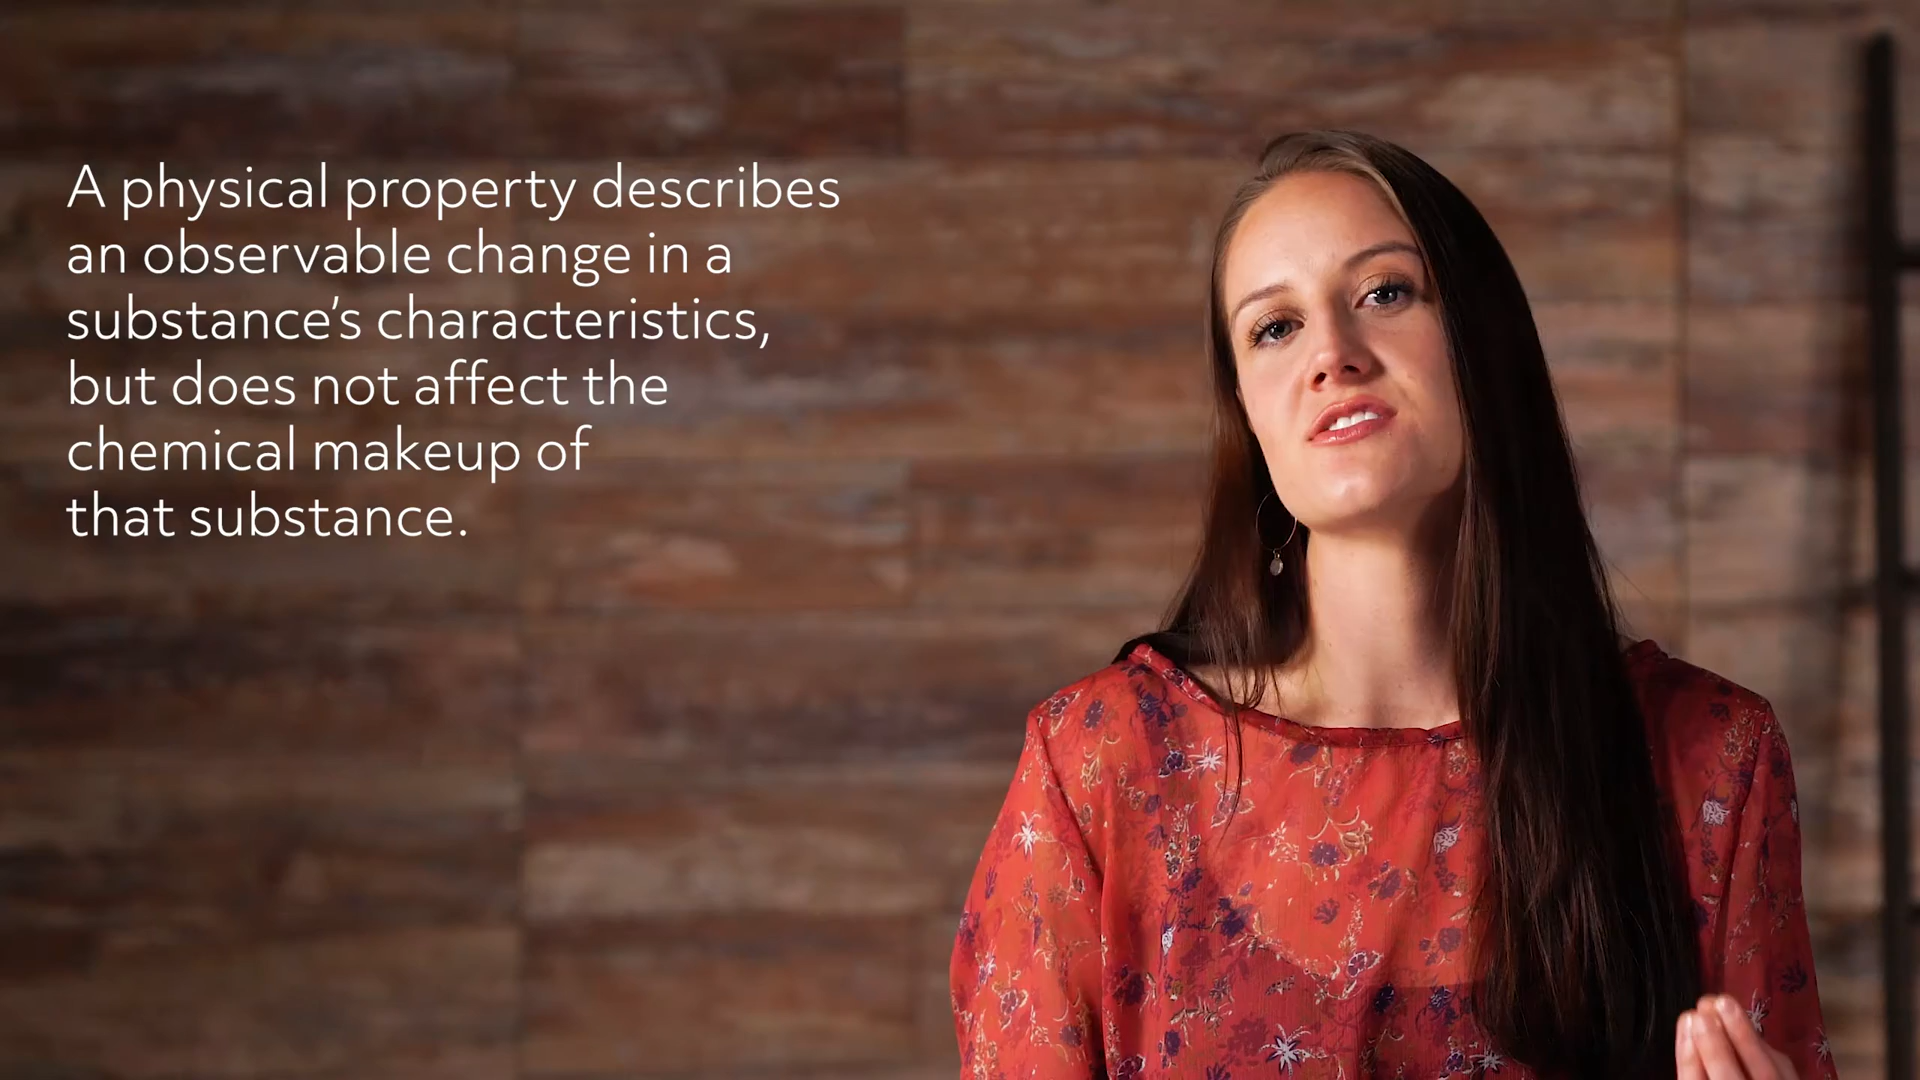 A physical property describes
an observable change in a
substance’s characteristics,
but does not affect the
chemical makeup of
that substance.